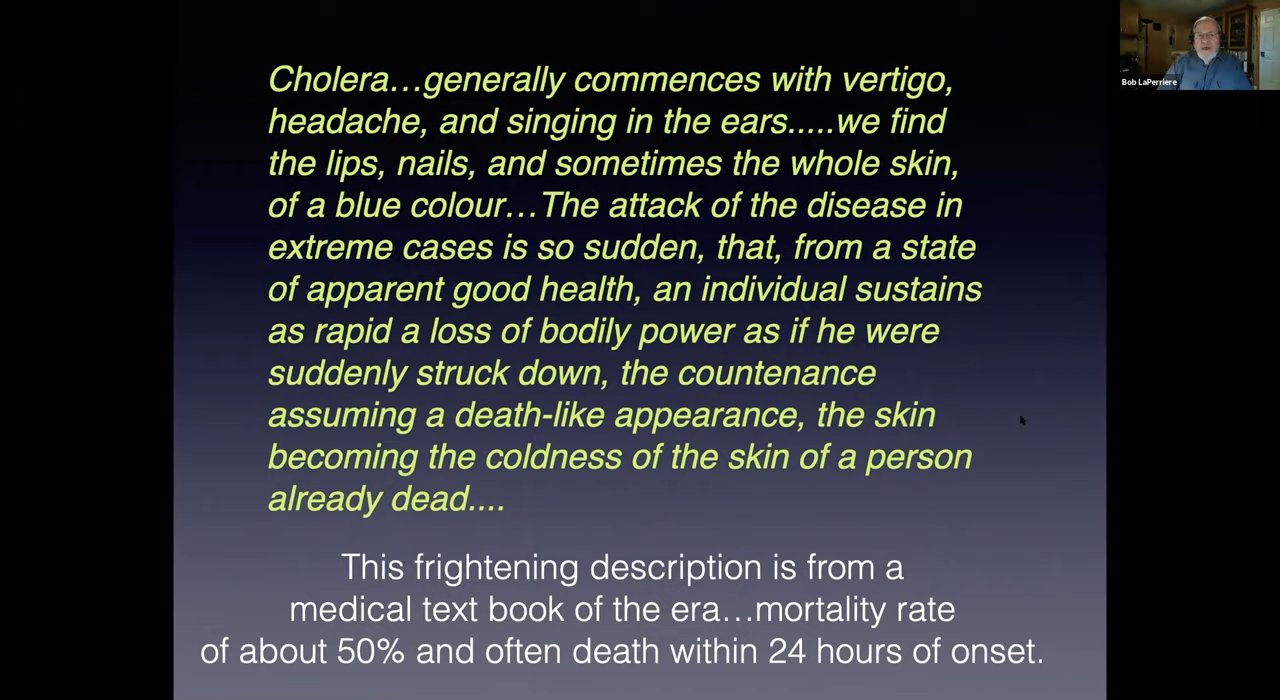 Cholera…generally commences with vertigo,
headache, and singing in the ears.....we find
the lips, nails, and sometimes the whole skin,
of a blue colour…The attack of the disease in
extreme cases is so sudden, that, from a state
of apparent good health, an individual sustains
as rapid a loss of bodily power as if he were
suddenly struck down, the countenance
assuming a death-like appearance, the skin
becoming the coldness of the skin of a person
already dead....
This frightening description is from a
medical text book of the era…mortality rate
of about 50% and often death within 24 hours of onset.
Bob LaPerriere